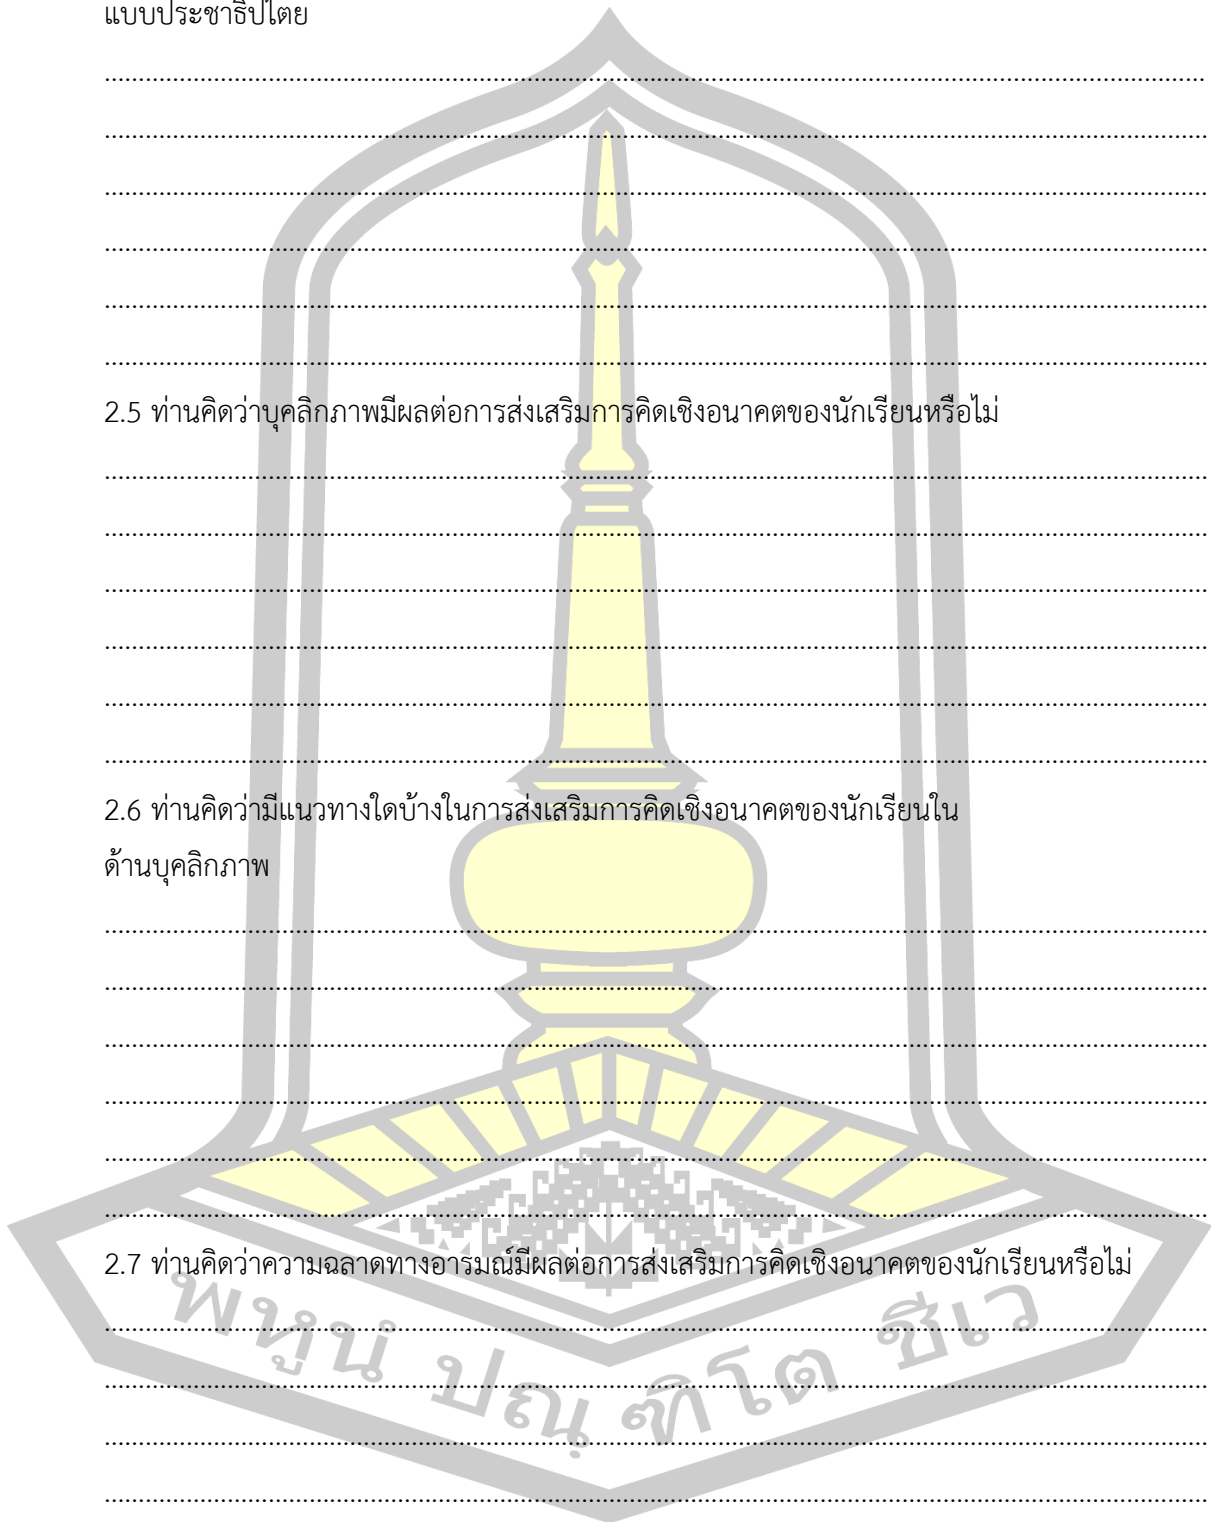 แบบประชาธิปไตย
2.5 ท่านคิดว่าบุคลิกภาพมีผลต่อการส่งเสริมการคิดเชิงอนาคตของนักเรียนหรือไม่
2.6 ท่านคิดว่ามีแนวทางใดบ้างในการส่งเสริมการคิดเชิงอนาคตของนักเรียนใน
ด้านบุคลิกภาพ
2.7 ท่านคิดว่าความฉลาดทางอารมณ์มีผลต่อการส่งเสริมการคิดเชิงอนาคตของนักเรียนหรือไม่
พหูนํ ปณฺ ฑิโต ชีเว